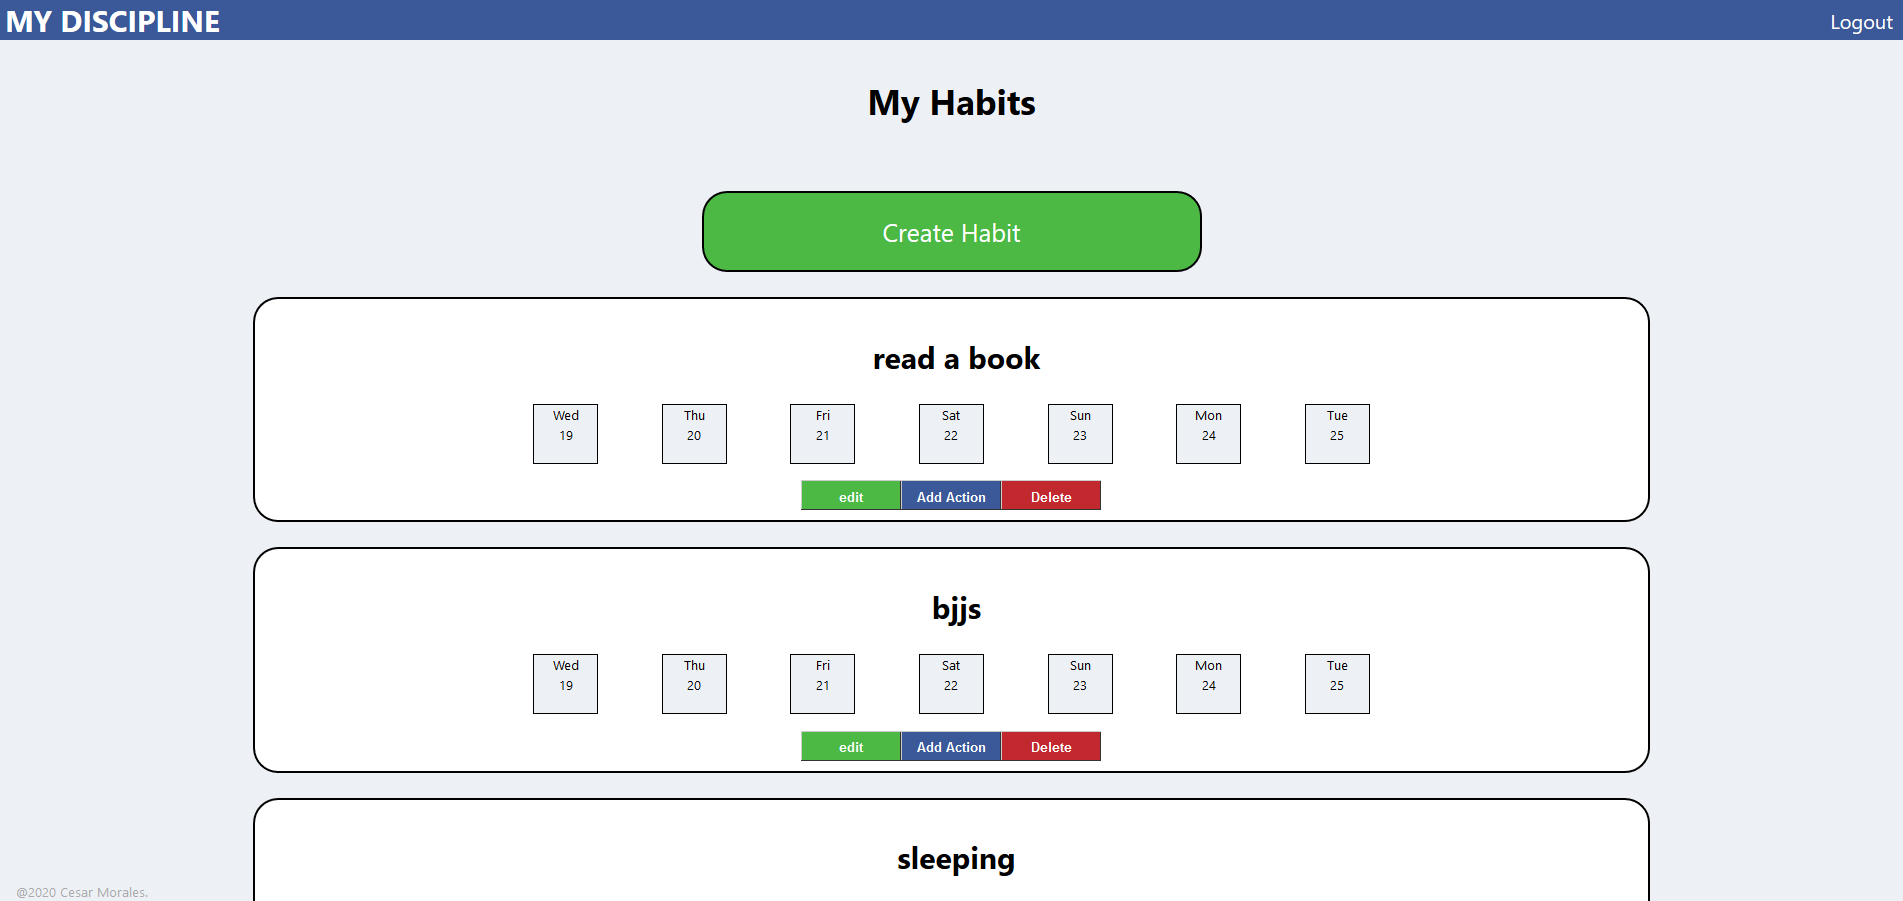 MY DISCIPLINE Logout
My Habits
Create Habit
read a book
Wed Thu Fri Sat Sun Mon Tue
19 20 21 22 23 24 25
edit Add Action Delete
bjjs
Wed Thu Fri Sat Sun Mon Tue
19 20 21 22 23 24 25
edit Add Action Delete
sleeping
@2020 Cesar Morales.